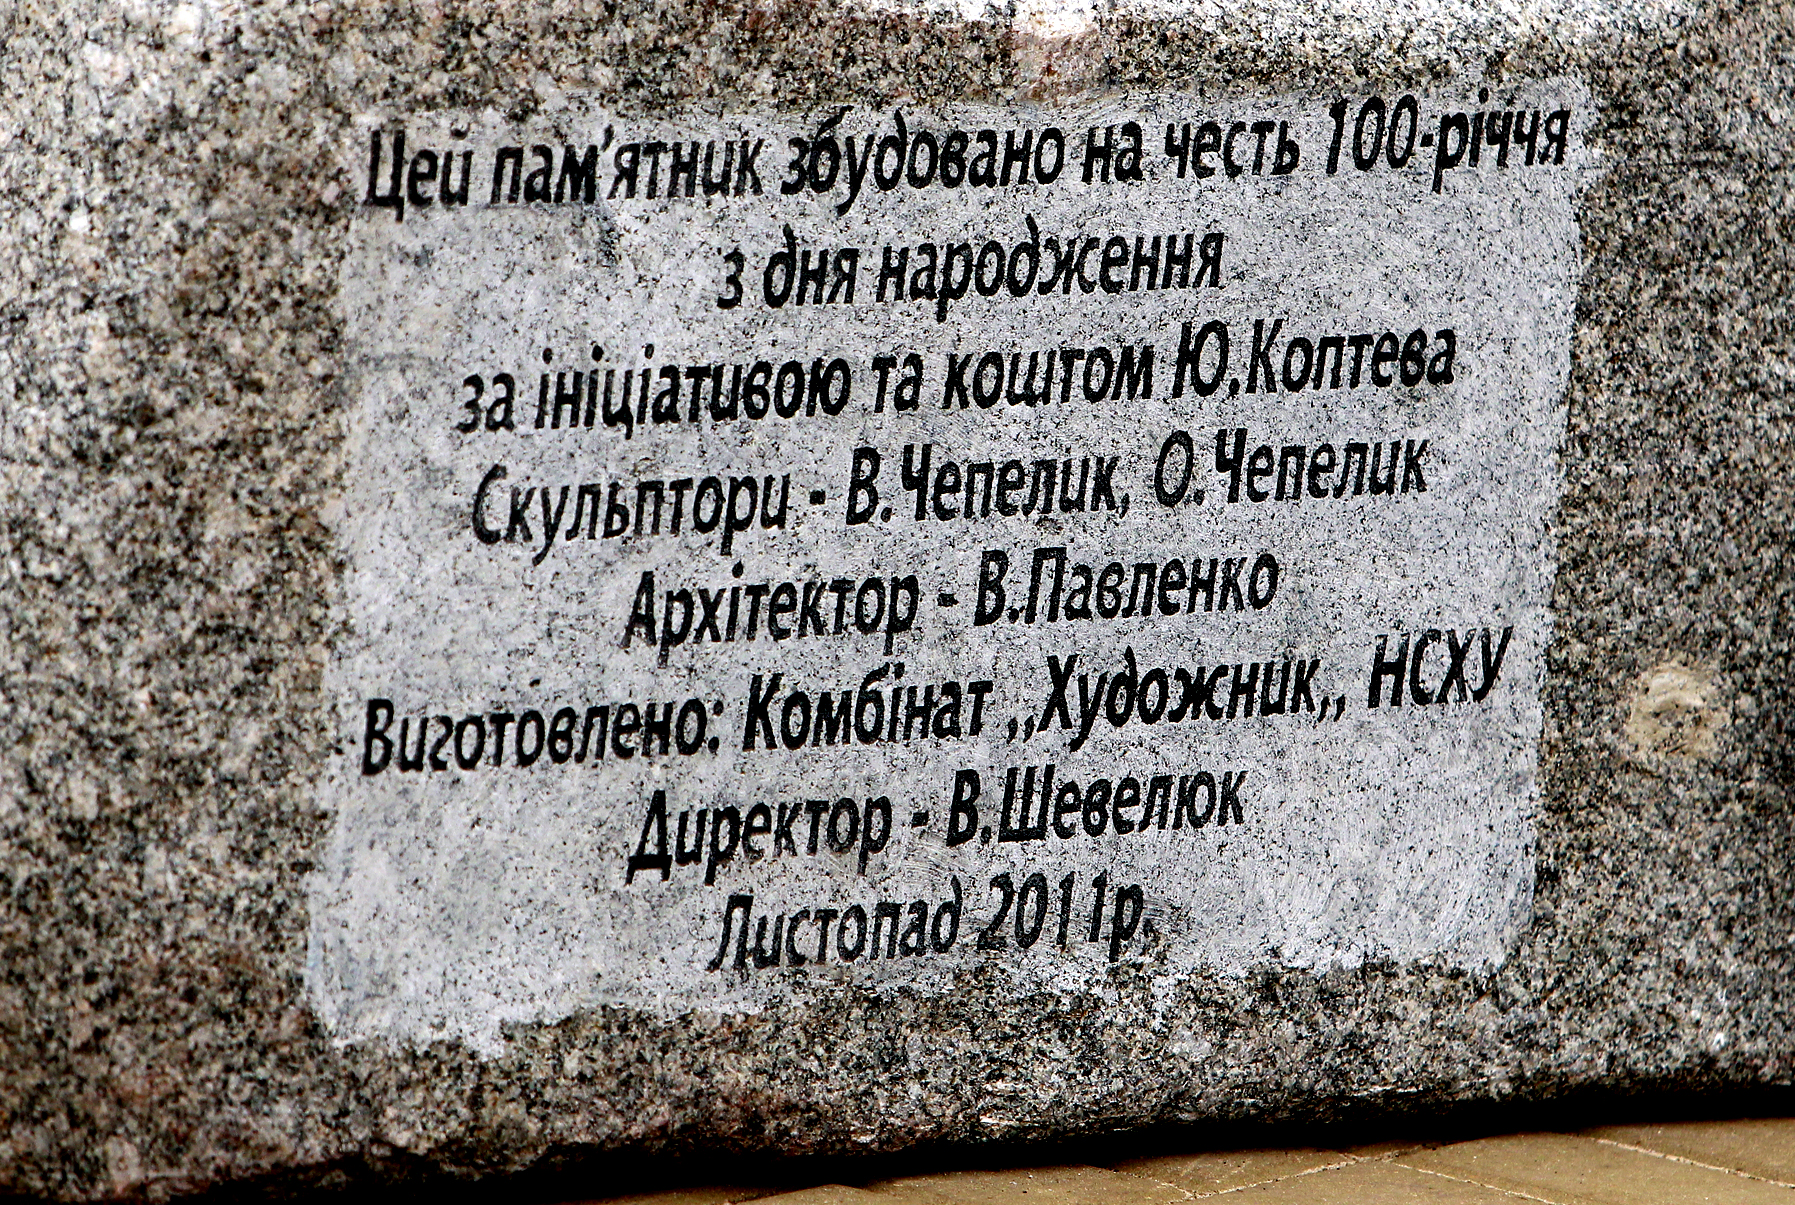 Цей пам'ятник збудовано на честь 100-річчя
з дня народження
за ініціативою та коштом Ю.Коптева
Скульптори - В.Чепелик, О.Чепелик
Архітектор - В.Павленко
Виготовлено: Комбінат ,,Художник,, НСХУ
Директор - В.Шевелюк
Листопад 2011р.